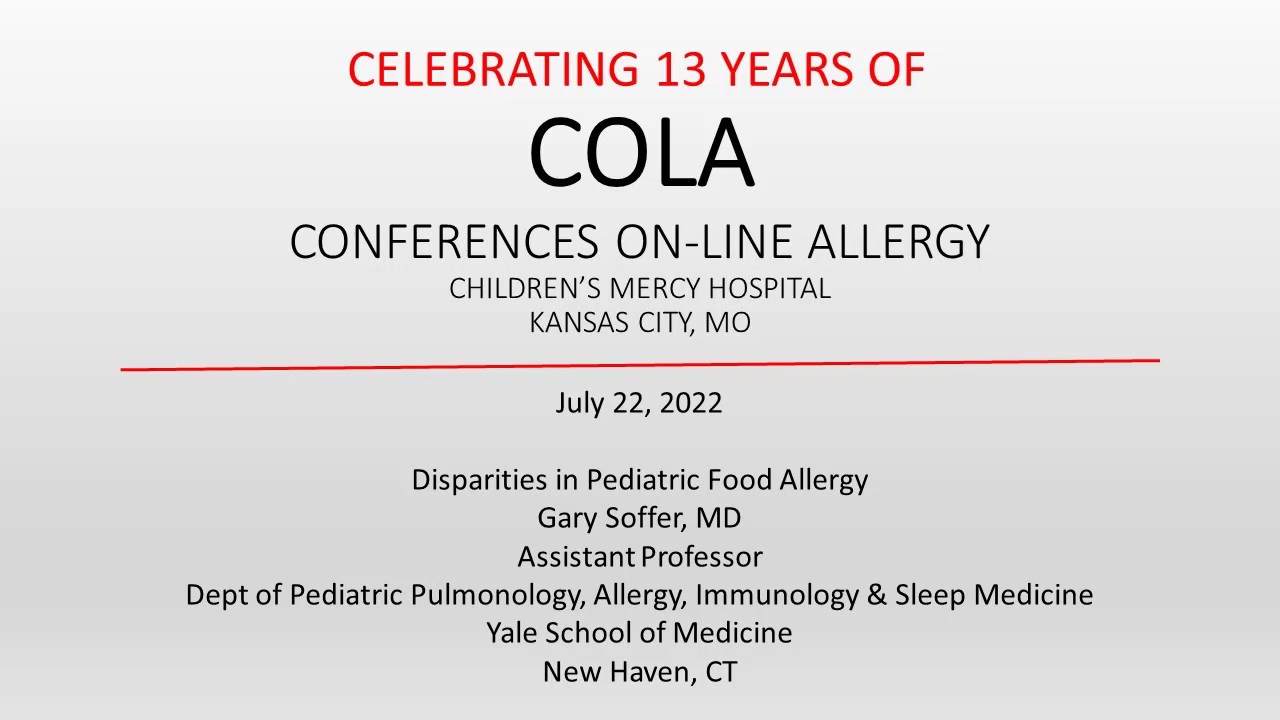 CELEBRATING 13 YEARS OF
COLA
CONFERENCES ON-LINE ALLERGY
CHILDREN’S MERCY HOSPITAL
KANSAS CITY, MO
July 22, 2022
Disparities in Pediatric Food Allergy
Gary Soffer, MD
Assistant Professor
Dept of Pediatric Pulmonology, Allergy, Immunology & Sleep Medicine
Yale School of Medicine
New Haven, CT